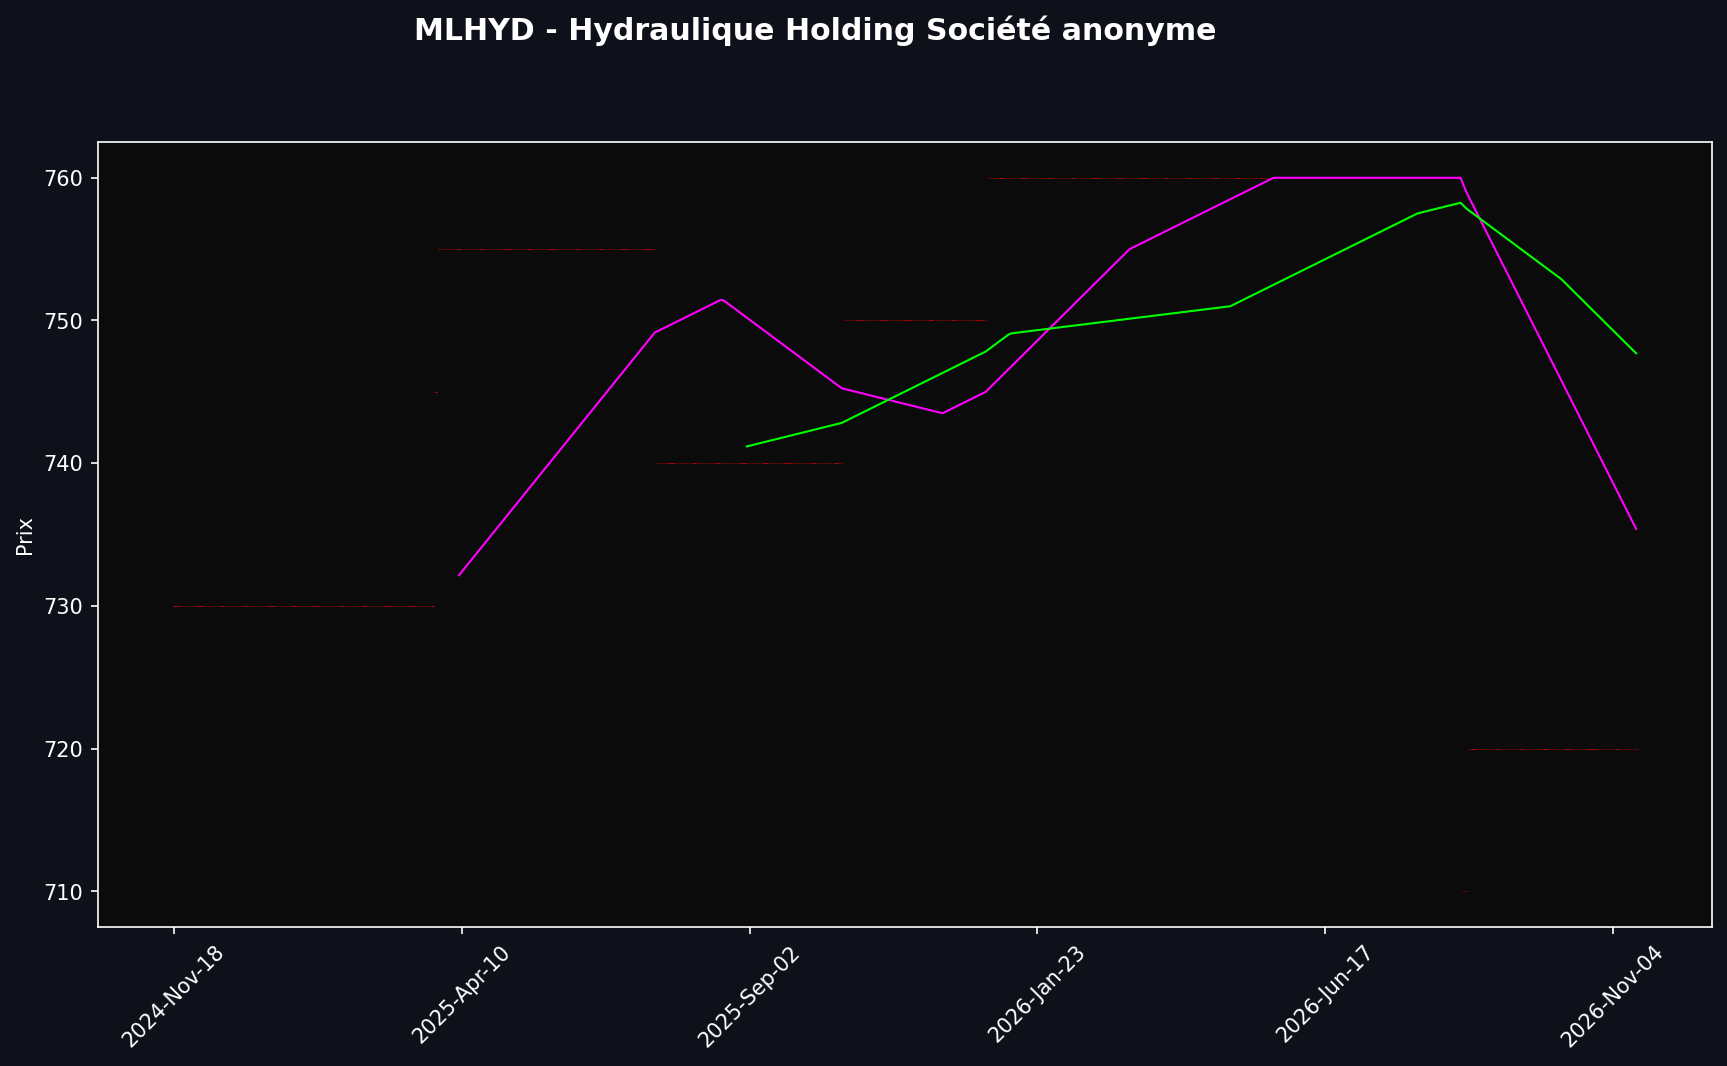 MLHYD - Hydraulique Holding Société anonyme
760
750
740
730
720
710
Prix
2024-Nov-18
2025-Apr-10
2025-Sep-02
2026-Jan-23
2026-Jun-17
2026-Nov-04